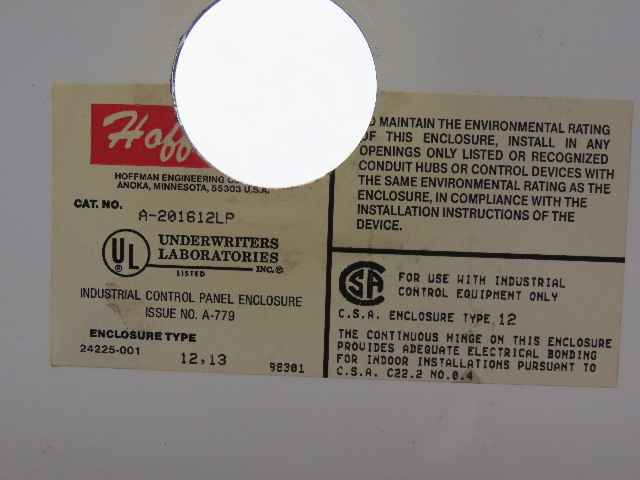 HOFFMAN ENGINEERING
ANOKA, MINNESOTA, 55303 U.S.A.
CAT. NO. A-201612LP
UL ®
UNDERWRITERS
LABORATORIES
INC.®
LISTED
INDUSTRIAL CONTROL PANEL ENCLOSURE
ISSUE NO. A-779
ENCLOSURE TYPE
24225-001 12,13 98301
MAINTAIN THE ENVIRONMENTAL RATING
OF THIS ENCLOSURE, INSTALL IN ANY
OPENINGS ONLY LISTED OR RECOGNIZED
CONDUIT HUBS OR CONTROL DEVICES WITH
THE SAME ENVIRONMENTAL RATING AS THE
ENCLOSURE, IN COMPLIANCE WITH THE
INSTALLATION INSTRUCTIONS OF THE
DEVICE.
CSA
FOR USE WITH INDUSTRIAL
CONTROL EQUIPMENT ONLY
C.S.A. ENCLOSURE TYPE 12
THE CONTINUOUS HINGE ON THIS ENCLOSURE
PROVIDES ADEQUATE ELECTRICAL BONDING
FOR INDOOR INSTALLATIONS PURSUANT TO
C.S.A. C22.2 NO.0.4